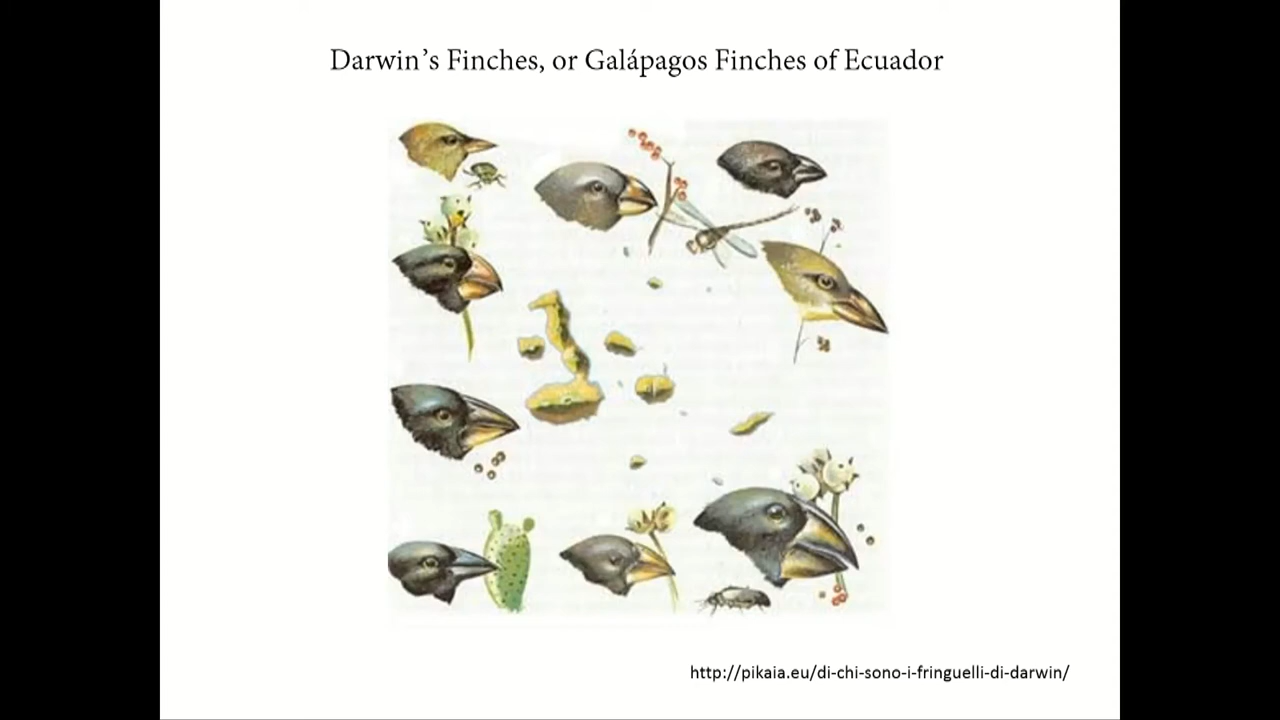 Darwin’s Finches, or Galápagos Finches of Ecuador
http://pikaia.eu/di-chi-sono-i-fringuelli-di-darwin/